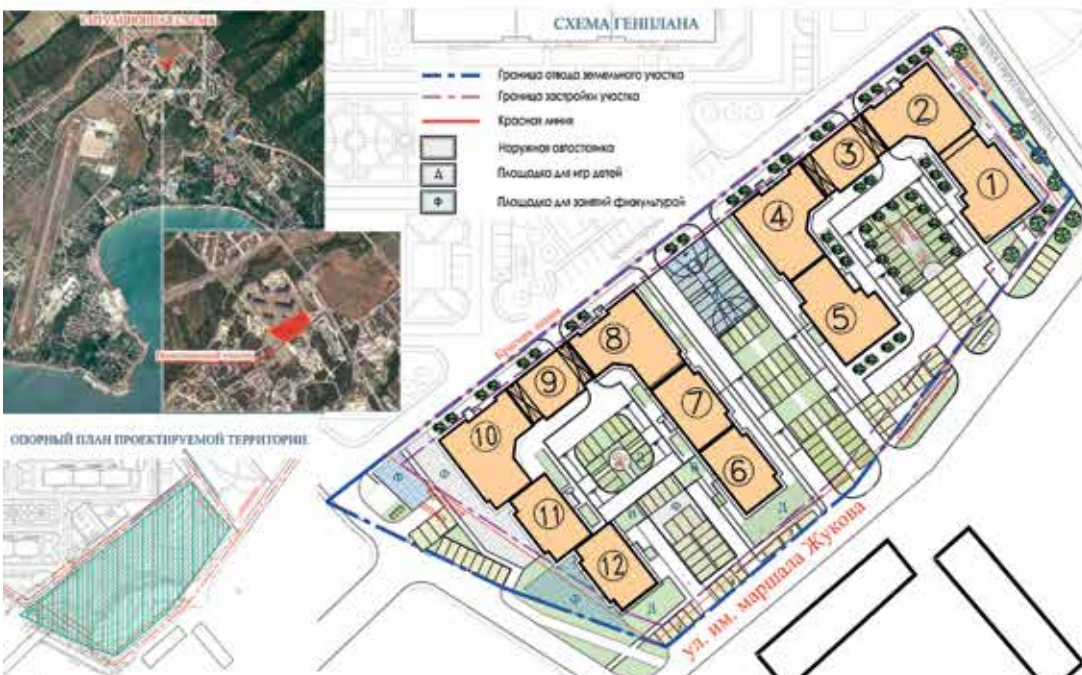 СИТУАЦИОННАЯ СХЕМА
СХЕМА ГЕНПЛАНА
Граница отвода земельного участка
Граница застройки участка
Красная линия
Наружная автостоянка
Д
Площадка для игр детей
Ф
Площадка для занятий физкультурой
ОПОРНЫЙ ПЛАН ПРОЕКТИРУЕМОЙ ТЕРРИТОРИИ
Красная линия
2
3
1
4
5
8
9
7
10
6
11
12
Ф
Ф
Ф
Д
Д
ул. им. маршала Жукова